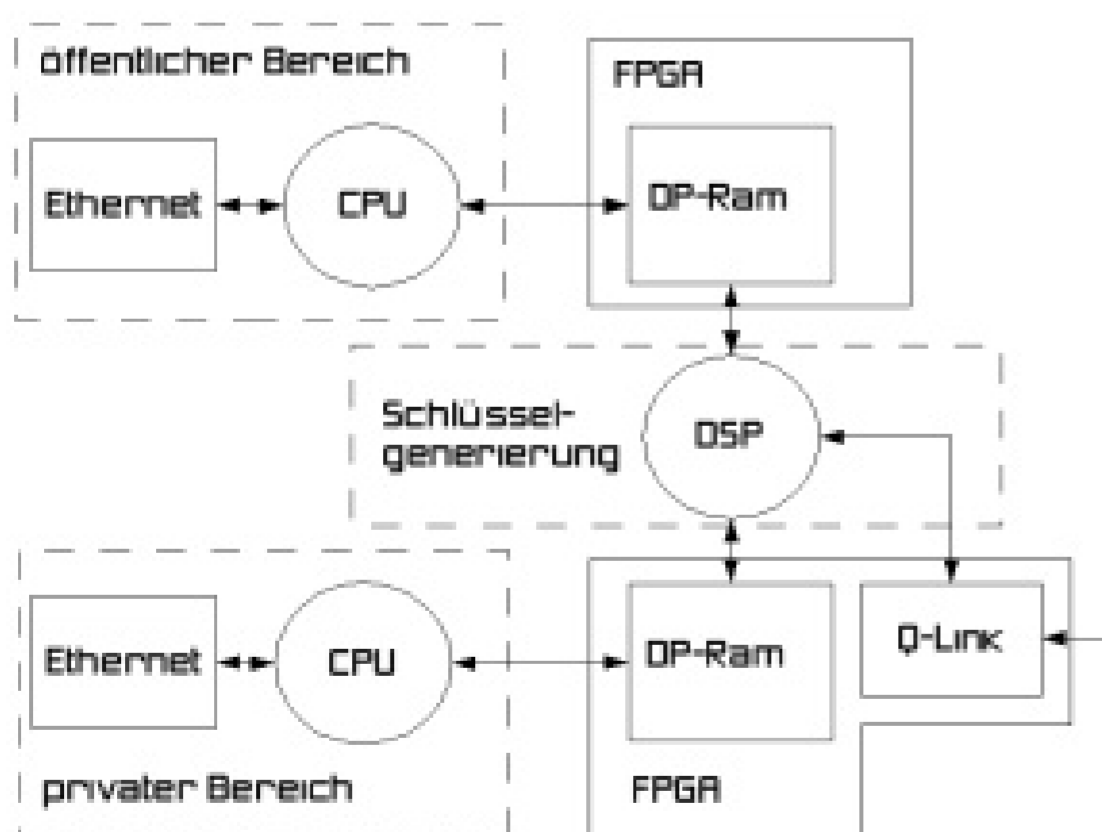 öffentlicher Bereich
FPGA
Ethernet
CPU
DP-Ram
Schlüssel-
generierung
DSP
Ethernet
CPU
DP-Ram
Q-Link
privater Bereich
FPGA